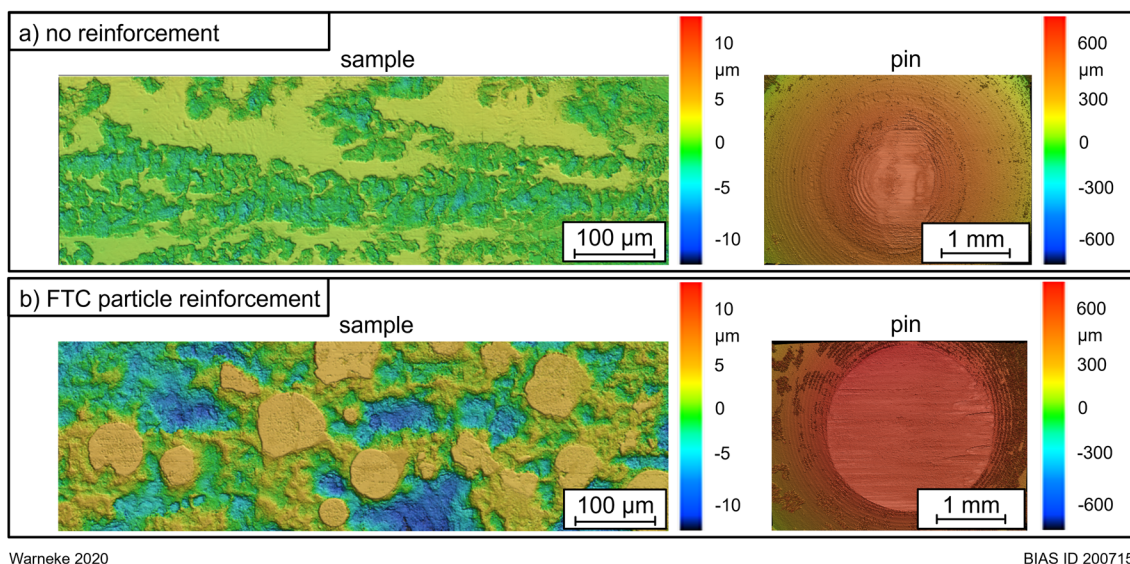 a) no reinforcement
sample
pin
10
µm
5
0
-5
-10
100 µm
600
µm
300
0
-300
-600
1 mm
b) FTC particle reinforcement
sample
pin
10
µm
5
0
-5
-10
100 µm
600
µm
300
0
-300
-600
1 mm
Warneke 2020
BIAS ID 200715